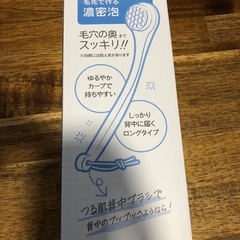 毛先で作る
濃密泡
毛穴の奥まで
スッキリ!!
ゆるやか
カーブで
持ちやすい
しっかり
背中に届く
ロングタイプ
つる肌背中ブラシで
背中のブツブツさようなら!